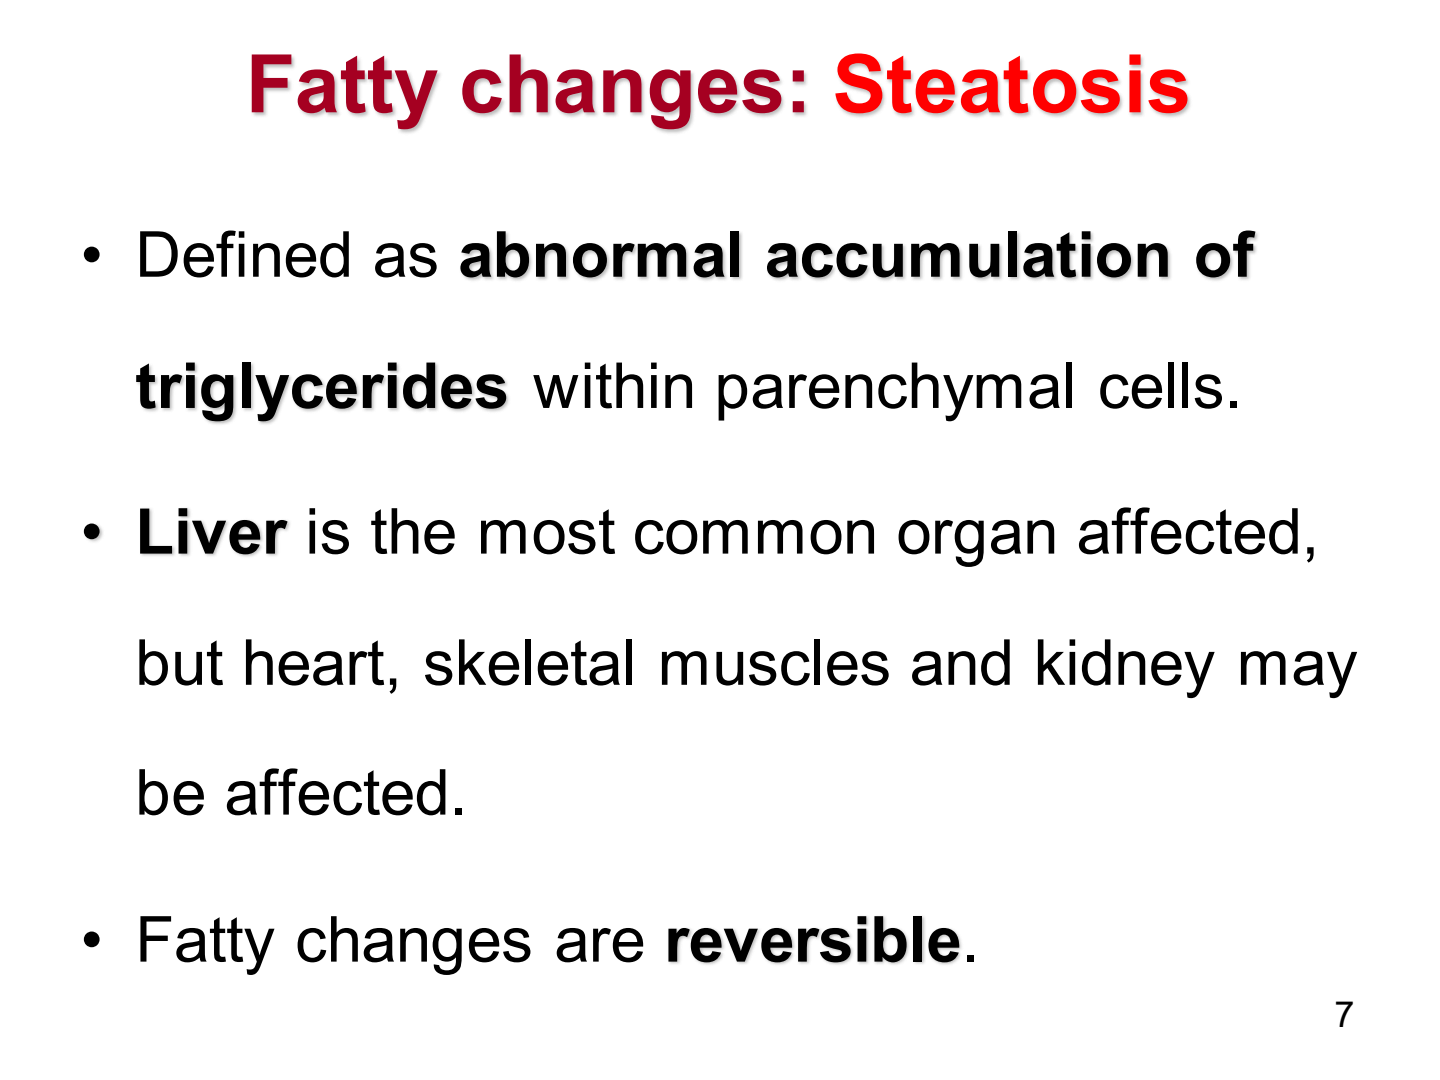 Fatty changes: Steatosis
• Defined as abnormal accumulation of
triglycerides within parenchymal cells.
• Liver is the most common organ affected,
but heart, skeletal muscles and kidney may
be affected.
• Fatty changes are reversible.
7